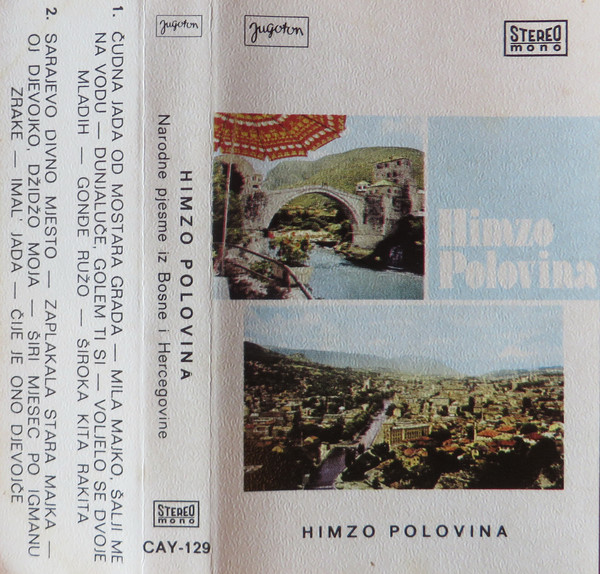 1. ČUDNA JADA OD MOSTARA GRADA — MILA MAJKO, ŠALJI ME
NA VODU — DUNJALUČE, GOLEM TI SI — VOLJELO SE DVOJE
MLADIH — GONDE RUŽO — ŠIROKA KITA RAKITA
2. SARAJEVO DIVNO MJESTO — ZAPLAKALA STARA MAJKA —
OJ DJEVOJKO, DŽIDŽO MOJA — ŠIRI MJESEC PO IGMANU
ZRAKE — IMAL' JADA — ČIJE JE ONO DJEVOJČE
Jugoton
HIMZO POLOVINA
Narodne pjesme iz Bosne i Hercegovine
STEREO
mono
CAY-129
Jugoton
STEREO
mono
Himzo
Polovina
HIMZO POLOVINA